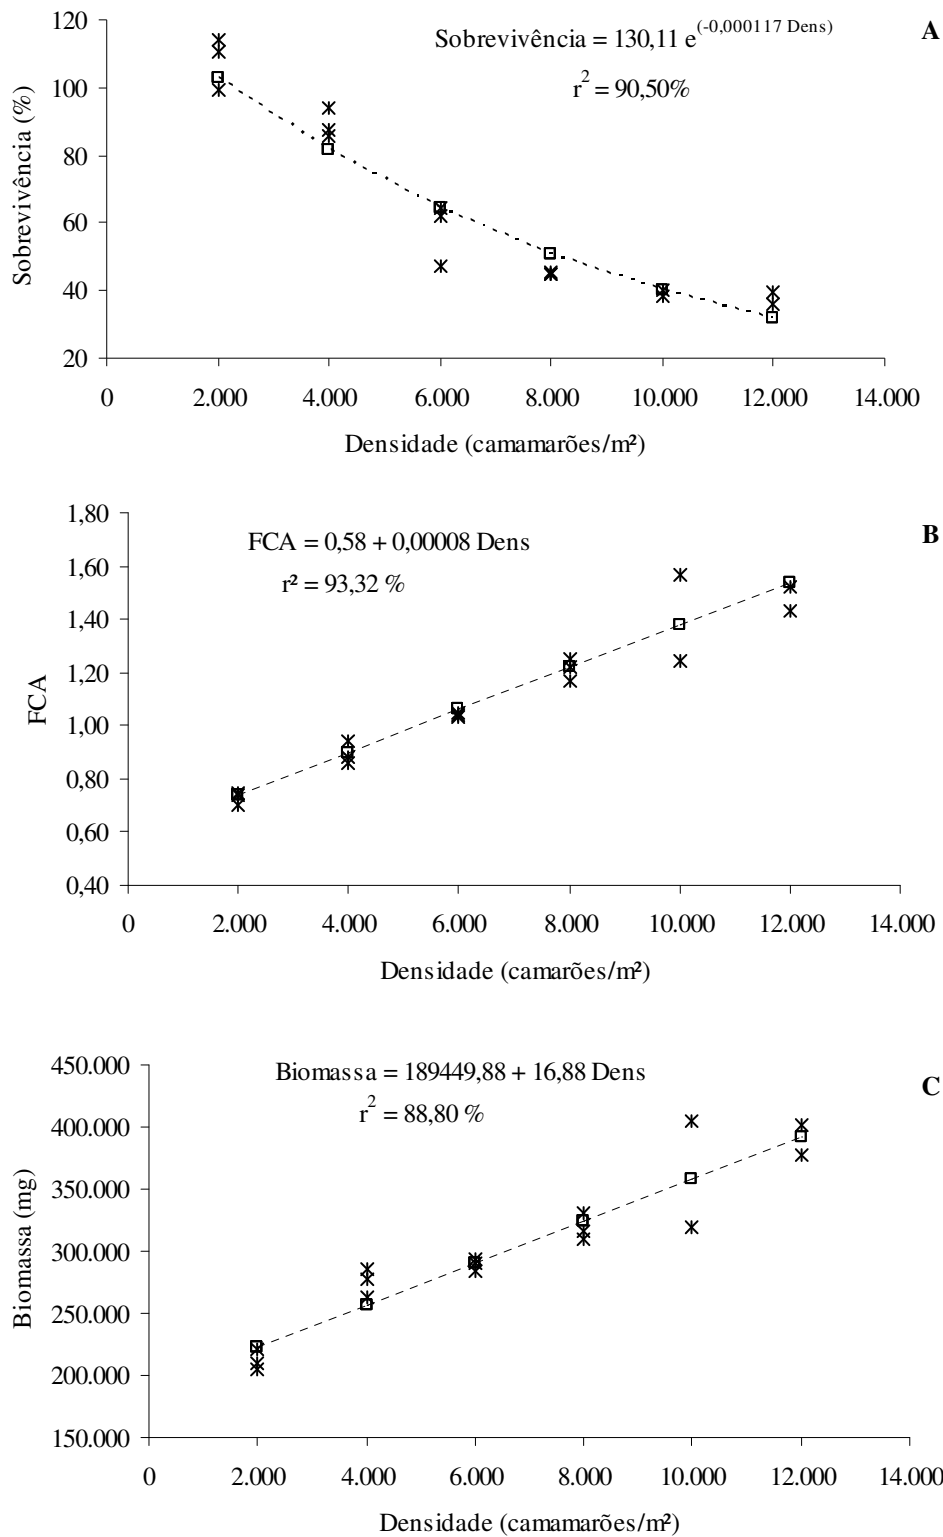 A
Sobrevivência = 130,11 e^(-0,000117 Dens)
r² = 90,50%
Sobrevivência (%)
120
100
80
60
40
20
0 2.000 4.000 6.000 8.000 10.000 12.000 14.000
Densidade (camamarões/m²)
B
FCA = 0,58 + 0,00008 Dens
r² = 93,32 %
FCA
1,80
1,60
1,40
1,20
1,00
0,80
0,60
0,40
0 2.000 4.000 6.000 8.000 10.000 12.000 14.000
Densidade (camarões/m²)
C
Biomassa = 189449,88 + 16,88 Dens
r² = 88,80 %
Biomassa (mg)
450.000
400.000
350.000
300.000
250.000
200.000
150.000
0 2.000 4.000 6.000 8.000 10.000 12.000 14.000
Densidade (camamarões/m²)